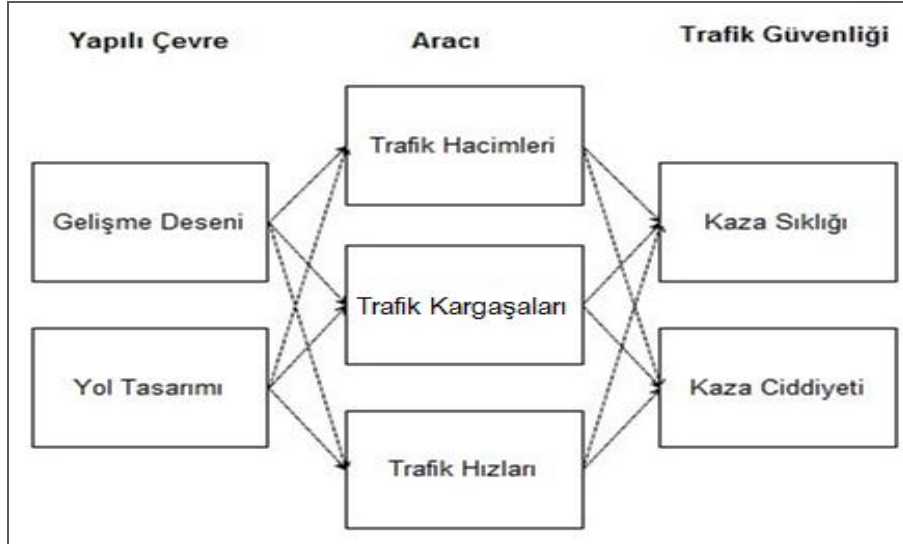 Yapılı Çevre
Aracı
Trafik Güvenliği
Trafik Hacimleri
Gelişme Deseni
Kaza Sıklığı
Trafik Kargaşaları
Yol Tasarımı
Kaza Ciddiyeti
Trafik Hızları